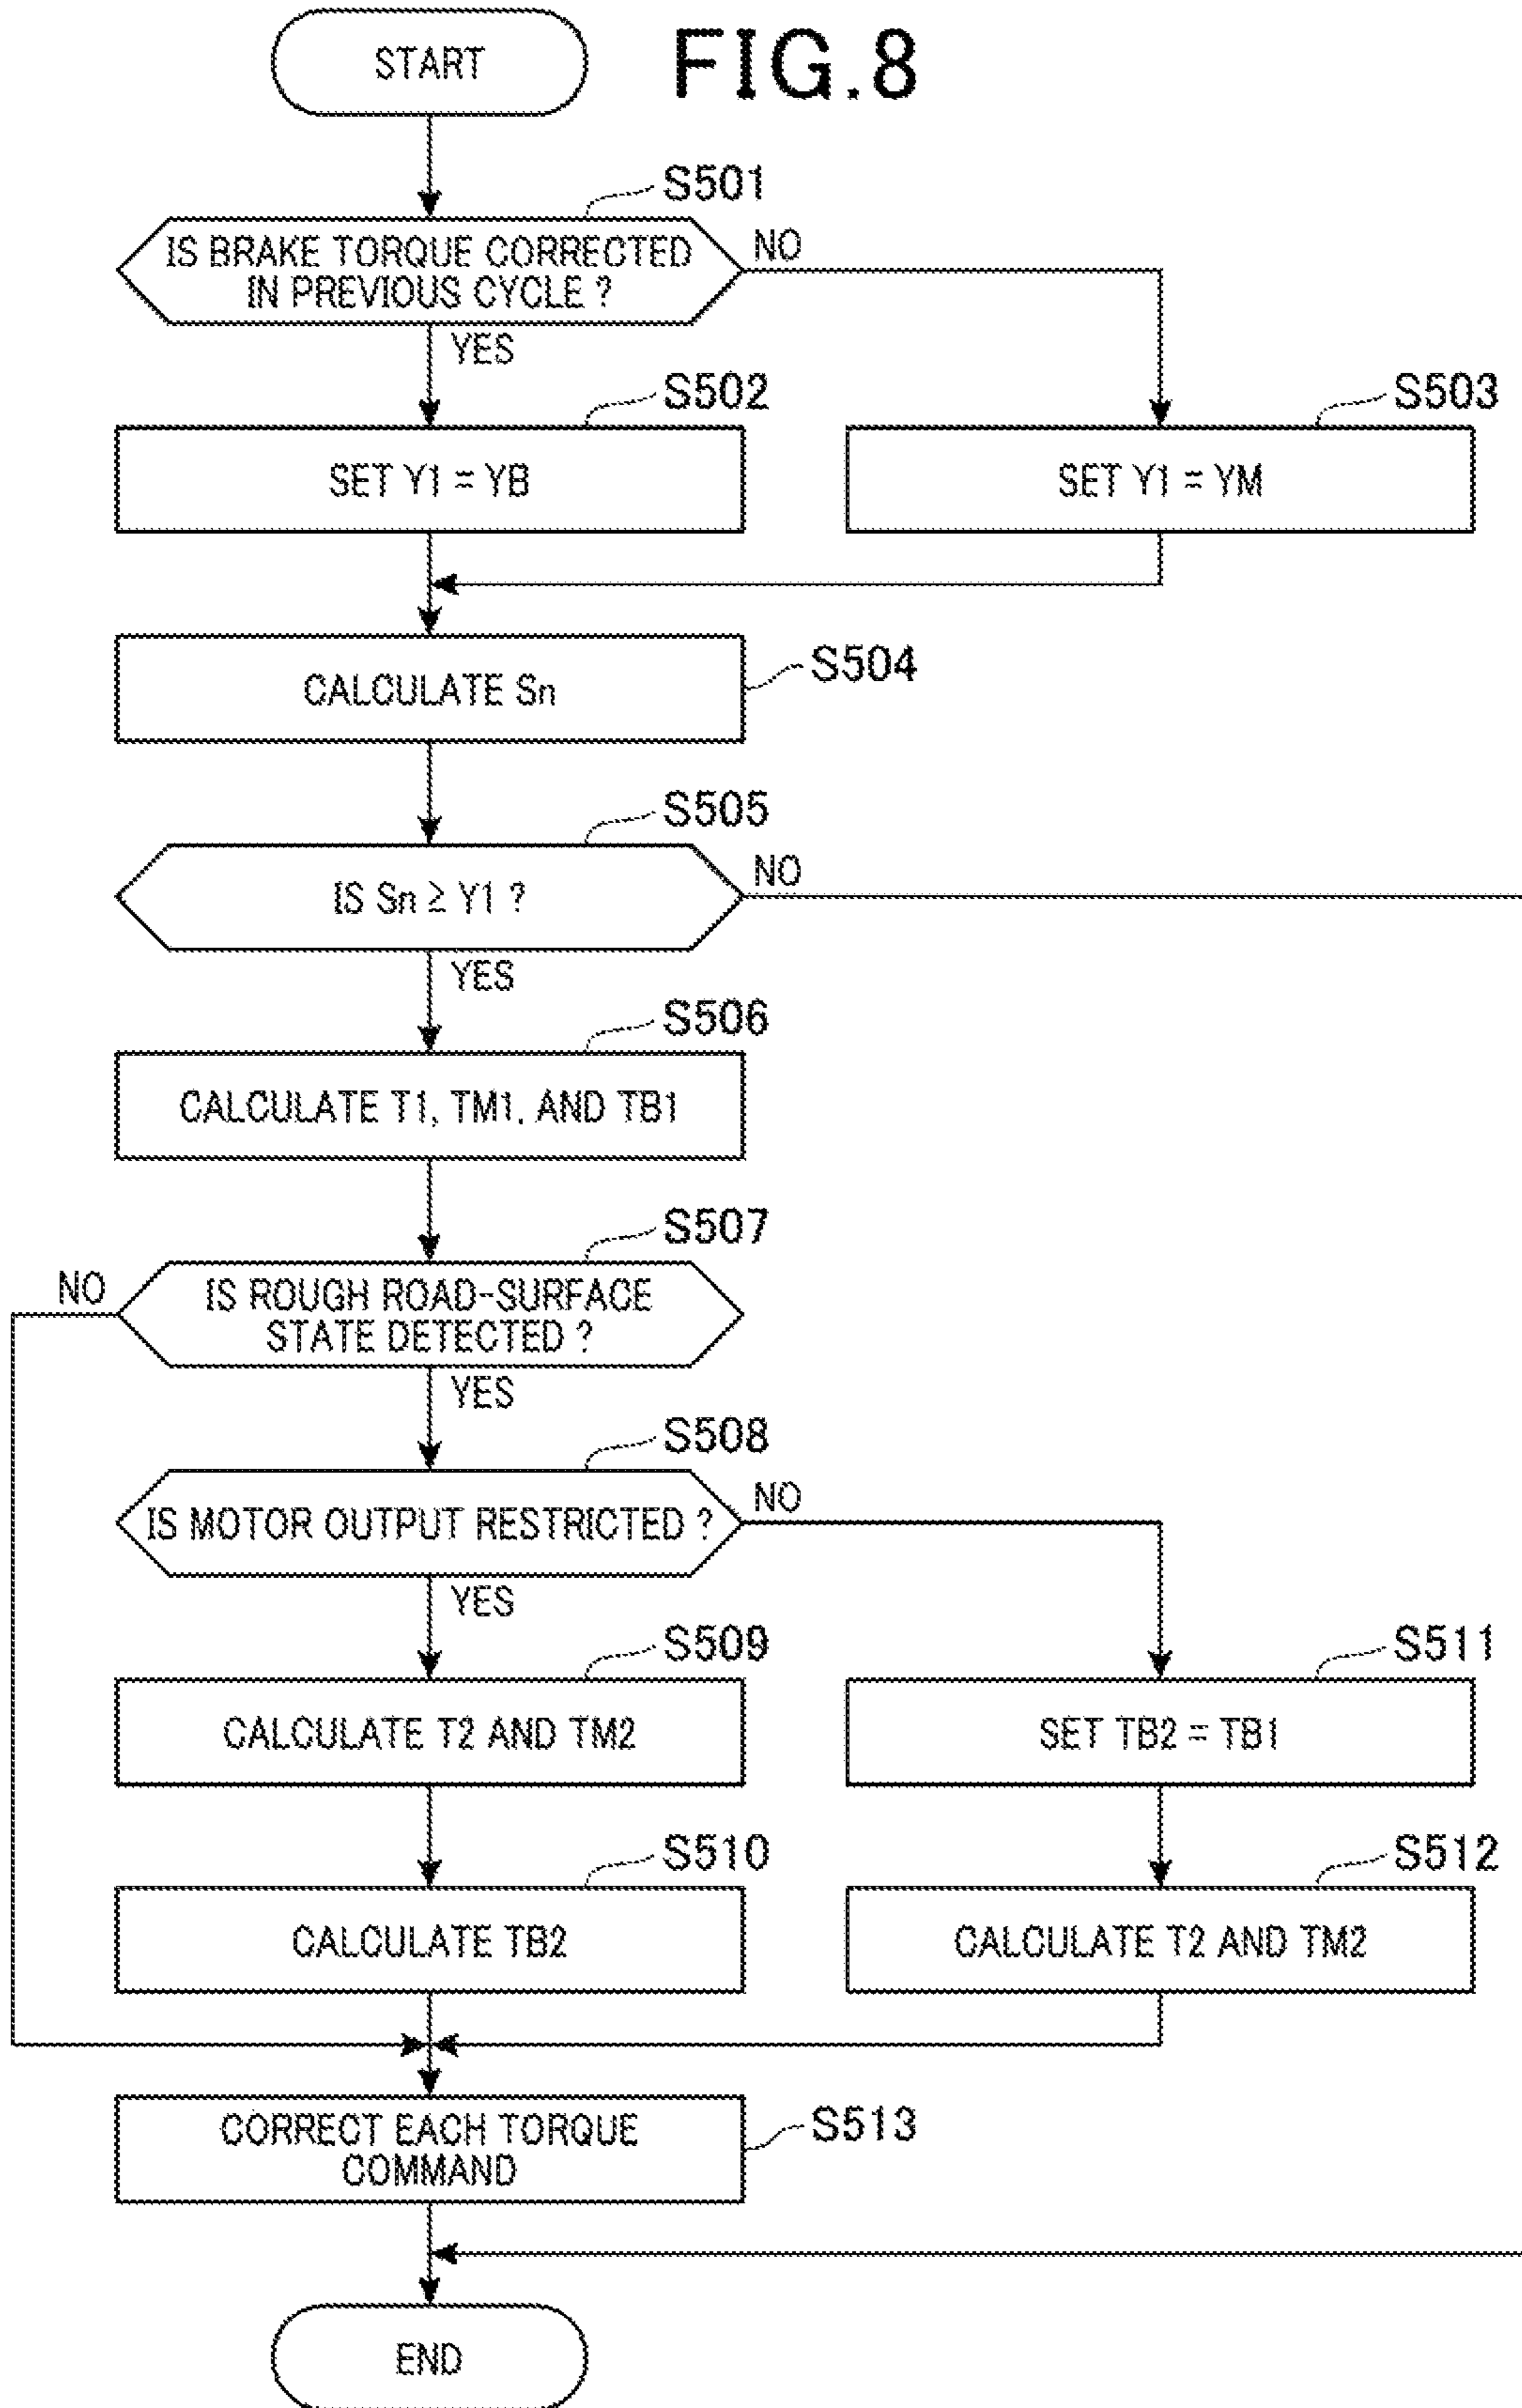 START
FIG.8
S501
IS BRAKE TORQUE CORRECTED
IN PREVIOUS CYCLE ?
NO
YES
S502
SET Y1 = YB
S503
SET Y1 = YM
S504
CALCULATE Sn
S505
IS Sn ≥ Y1 ?
NO
YES
S506
CALCULATE T1, TM1, AND TB1
S507
NO
IS ROUGH ROAD-SURFACE
STATE DETECTED ?
YES
S508
IS MOTOR OUTPUT RESTRICTED ?
NO
YES
S509
CALCULATE T2 AND TM2
S511
SET TB2 = TB1
S510
CALCULATE TB2
S512
CALCULATE T2 AND TM2
CORRECT EACH TORQUE
COMMAND
S513
END